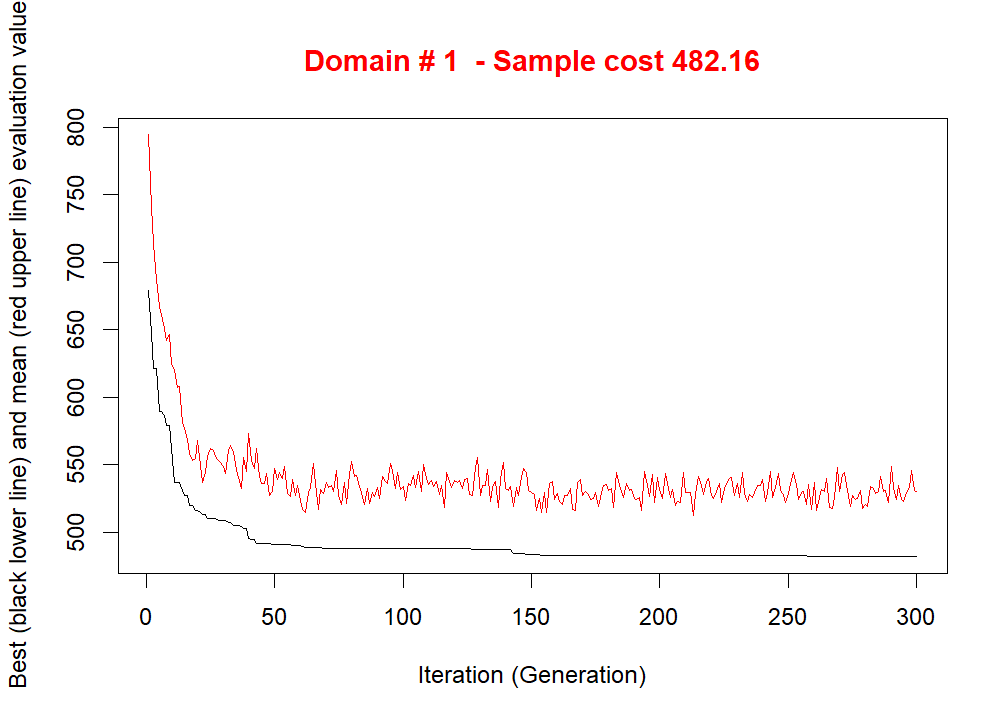 Domain # 1  - Sample cost 482.16
Best (black lower line) and mean (red upper line) evaluation value
800
750
700
650
600
550
500
0 50 100 150 200 250 300
Iteration (Generation)